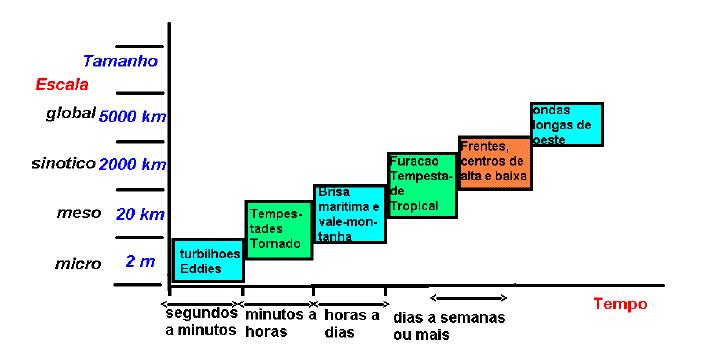 Tamanho
Escala
global 5000 km
sinotico 2000 km
meso 20 km
micro 2 m
ondas
longas de
oeste
Frentes,
centros de
alta e baixa
Furacao
Tempesta-
de
Tropical
Brisa
maritima e
vale-mon-
tanha
Tempes-
tades
Tornado
turbilhoes
Eddies
Tempo
segundos
a minutos
minutos a
horas
horas a
dias
dias a semanas
ou mais